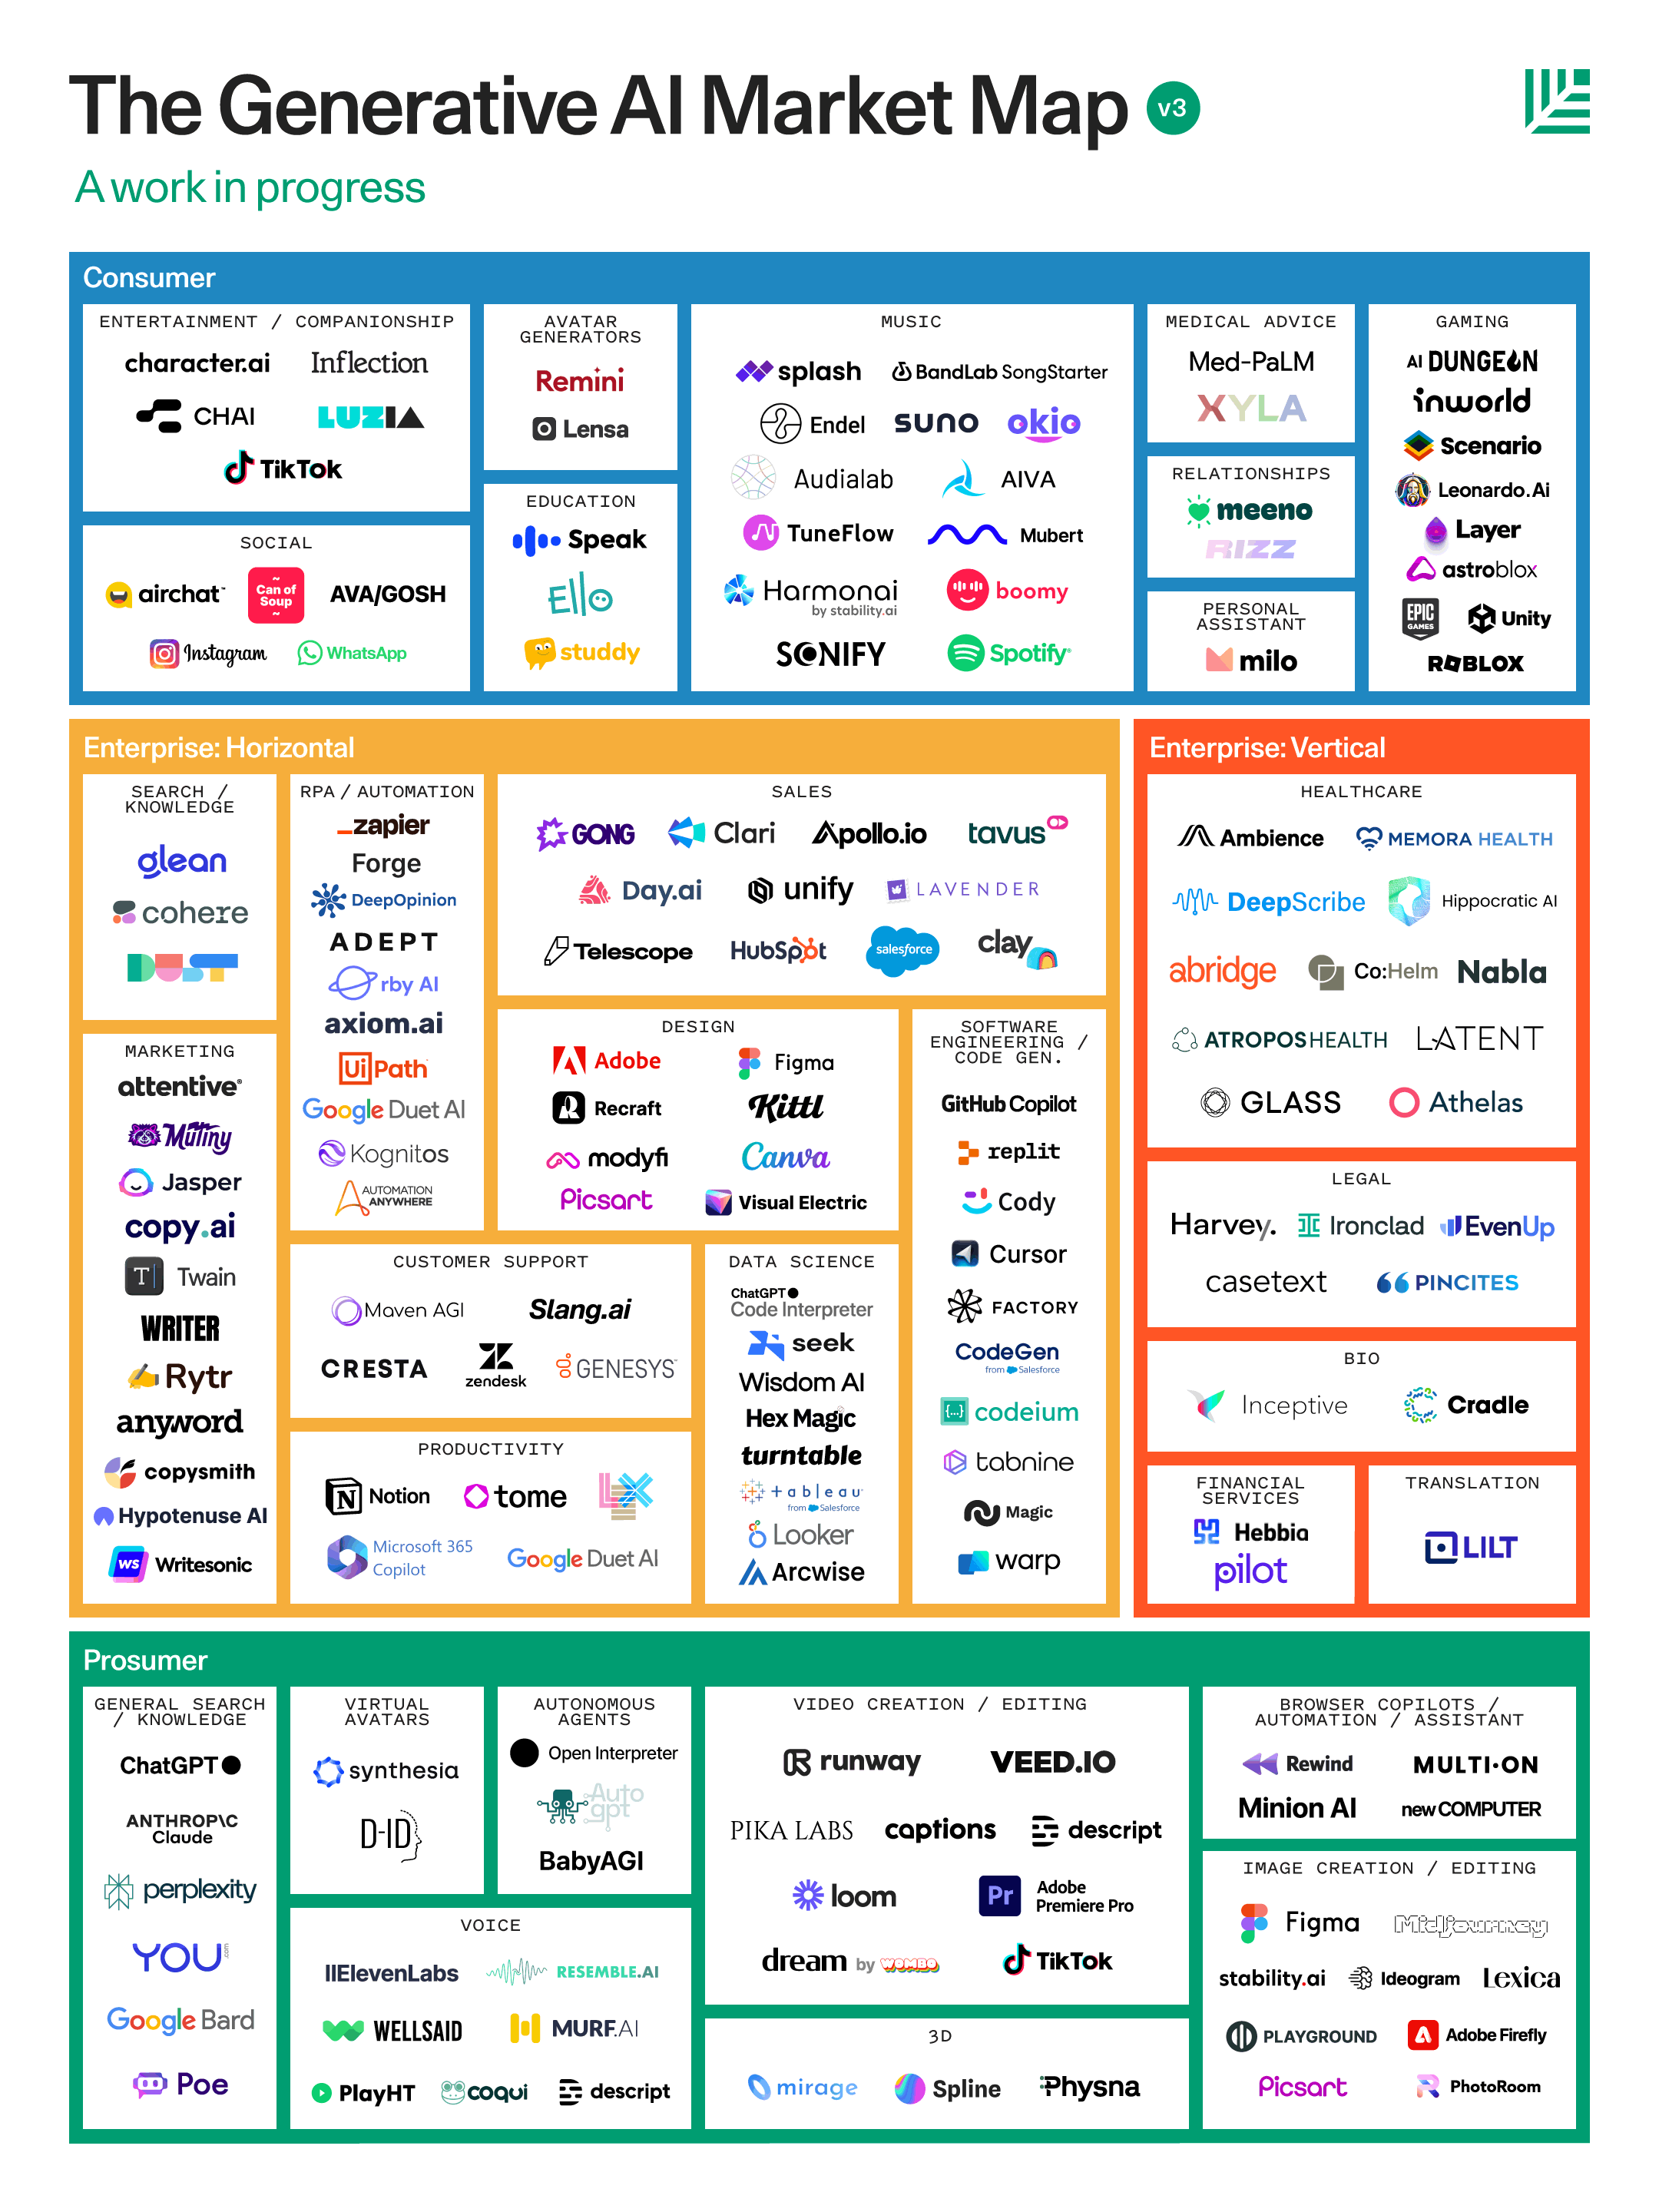 The Generative AI Market Map v3
A work in progress
Consumer
ENTERTAINMENT / COMPANIONSHIP
character.ai Inflection
CHAI LUZIA
TikTok
SOCIAL
airchat™ ~ Can of Soup ~ AVA/GOSH
Instagram WhatsApp
AVATAR
GENERATORS
Remini
Lensa
EDUCATION
Speak
Ello
studdy
MUSIC
splash BandLab SongStarter
Endel suno okio
Audialab AIVA
TuneFlow Mubert
Harmonai boomy
by stability.ai
SONIFY Spotify®
MEDICAL ADVICE
Med-PaLM
XYLA
RELATIONSHIPS
meeno
RIZZ
PERSONAL
ASSISTANT
milo
GAMING
AI DUNGEON
inworld
Scenario
Leonardo.Ai
Layer
astroblox
EPIC GAMES Unity
ROBLOX
Enterprise: Horizontal
SEARCH /
KNOWLEDGE
glean
cohere
DUST
MARKETING
attentive®
Mutiny
Jasper
copy.ai
T Twain
WRITER
Rytr
anyword
copysmith
Hypotenuse AI
WS Writesonic
RPA / AUTOMATION
_zapier
Forge
DeepOpinion
ADEPT
Orby AI
axiom.ai
UiPath
Google Duet AI
Kognitos
AUTOMATION
ANYWHERE
SALES
GONG Clari Apollo.io tavus
Day.ai unify LAVENDER
Telescope HubSpot salesforce clay
DESIGN
Adobe Figma
Recraft Kittl
modyfi Canva
Picsart Visual Electric
SOFTWARE
ENGINEERING /
CODE GEN.
GitHub Copilot
replit
Cody
Cursor
FACTORY
CodeGen
from Salesforce
{...} codeium
tabnine
Magic
warp
CUSTOMER SUPPORT
Maven AGI Slang.ai
CRESTA zendesk GENESYS™
PRODUCTIVITY
N Notion tome LEX
Microsoft 365
Copilot
Google Duet AI
DATA SCIENCE
ChatGPT
Code Interpreter
seek
Wisdom AI
Hex Magic
turntable
+ableau
from Salesforce
Looker
Arcwise
Enterprise: Vertical
HEALTHCARE
Ambience MEMORA HEALTH
DeepScribe Hippocratic AI
abridge Co:Helm Nabla
ATROPOSHEALTH LATENT
GLASS Athelas
LEGAL
Harvey. Ironclad EvenUp
casetext PINCITES
BIO
Inceptive Cradle
FINANCIAL
SERVICES
Hebbia
pilot
TRANSLATION
LILT
Prosumer
GENERAL SEARCH
/ KNOWLEDGE
ChatGPT
ANTHROP\C
Claude
perplexity
YOU.com
Google Bard
Poe
VIRTUAL
AVATARS
synthesia
D-ID
AUTONOMOUS
AGENTS
Open Interpreter
Auto
gpt
BabyAGI
VOICE
IIElevenLabs RESEMBLE.AI
WELLSAID MURF.AI
PlayHT coqui descript
VIDEO CREATION / EDITING
runway VEED.IO
PIKA LABS captions descript
loom Pr Adobe
Premiere Pro
dream by WOMBO TikTok
3D
mirage Spline Physna
BROWSER COPILOTS /
AUTOMATION / ASSISTANT
Rewind MULTI·ON
Minion AI new COMPUTER
IMAGE CREATION / EDITING
Figma Midjourney
stability.ai Ideogram Lexica
PLAYGROUND Adobe Firefly
Picsart PhotoRoom